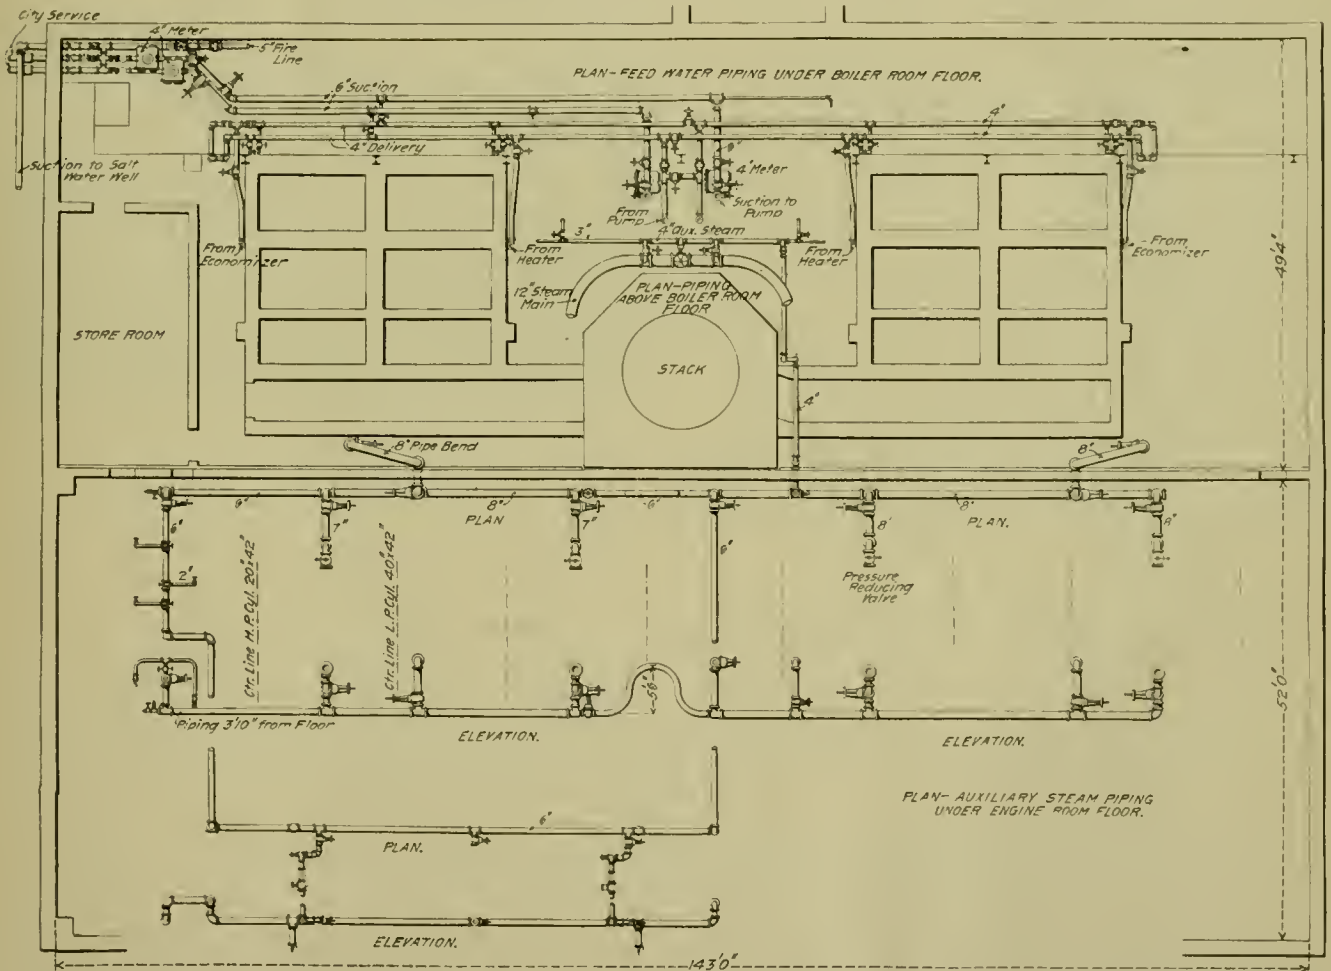 City Service
4" Meter
5" Fire
Line
PLAN-FEED WATER PIPING UNDER BOILER ROOM FLOOR.
6" Suction
4"
4" Delivery
Suction to Salt
Water Well
4" Meter
Suction to
Pump
From
Pump
3"
4" Aux. Steam
From
Economizer
From
Heater
From
Heater
From
Economizer
49'4"
12" Steam
Main
PLAN-PIPING
ABOVE BOILER ROOM
FLOOR
STORE ROOM
STACK
4"
8" Pipe Bend
8"
6"
8"
6"
8"
PLAN
PLAN.
6"
7"
7"
6"
8"
8"
2"
Ctr. Line H.P. Cyl. 20"x42"
Ctr. Line L.P. Cyl. 40"x42"
Pressure
Reducing
Valve
5'6"
52'0"
Piping 3'10" from Floor
ELEVATION.
ELEVATION.
PLAN- AUXILIARY STEAM PIPING
UNDER ENGINE ROOM FLOOR.
6"
PLAN.
ELEVATION.
143'0"